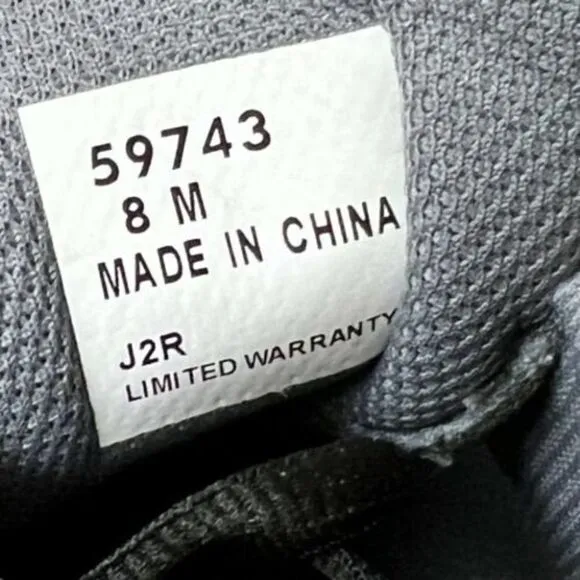 59743
8 M
MADE IN CHINA
J2R
LIMITED WARRANTY